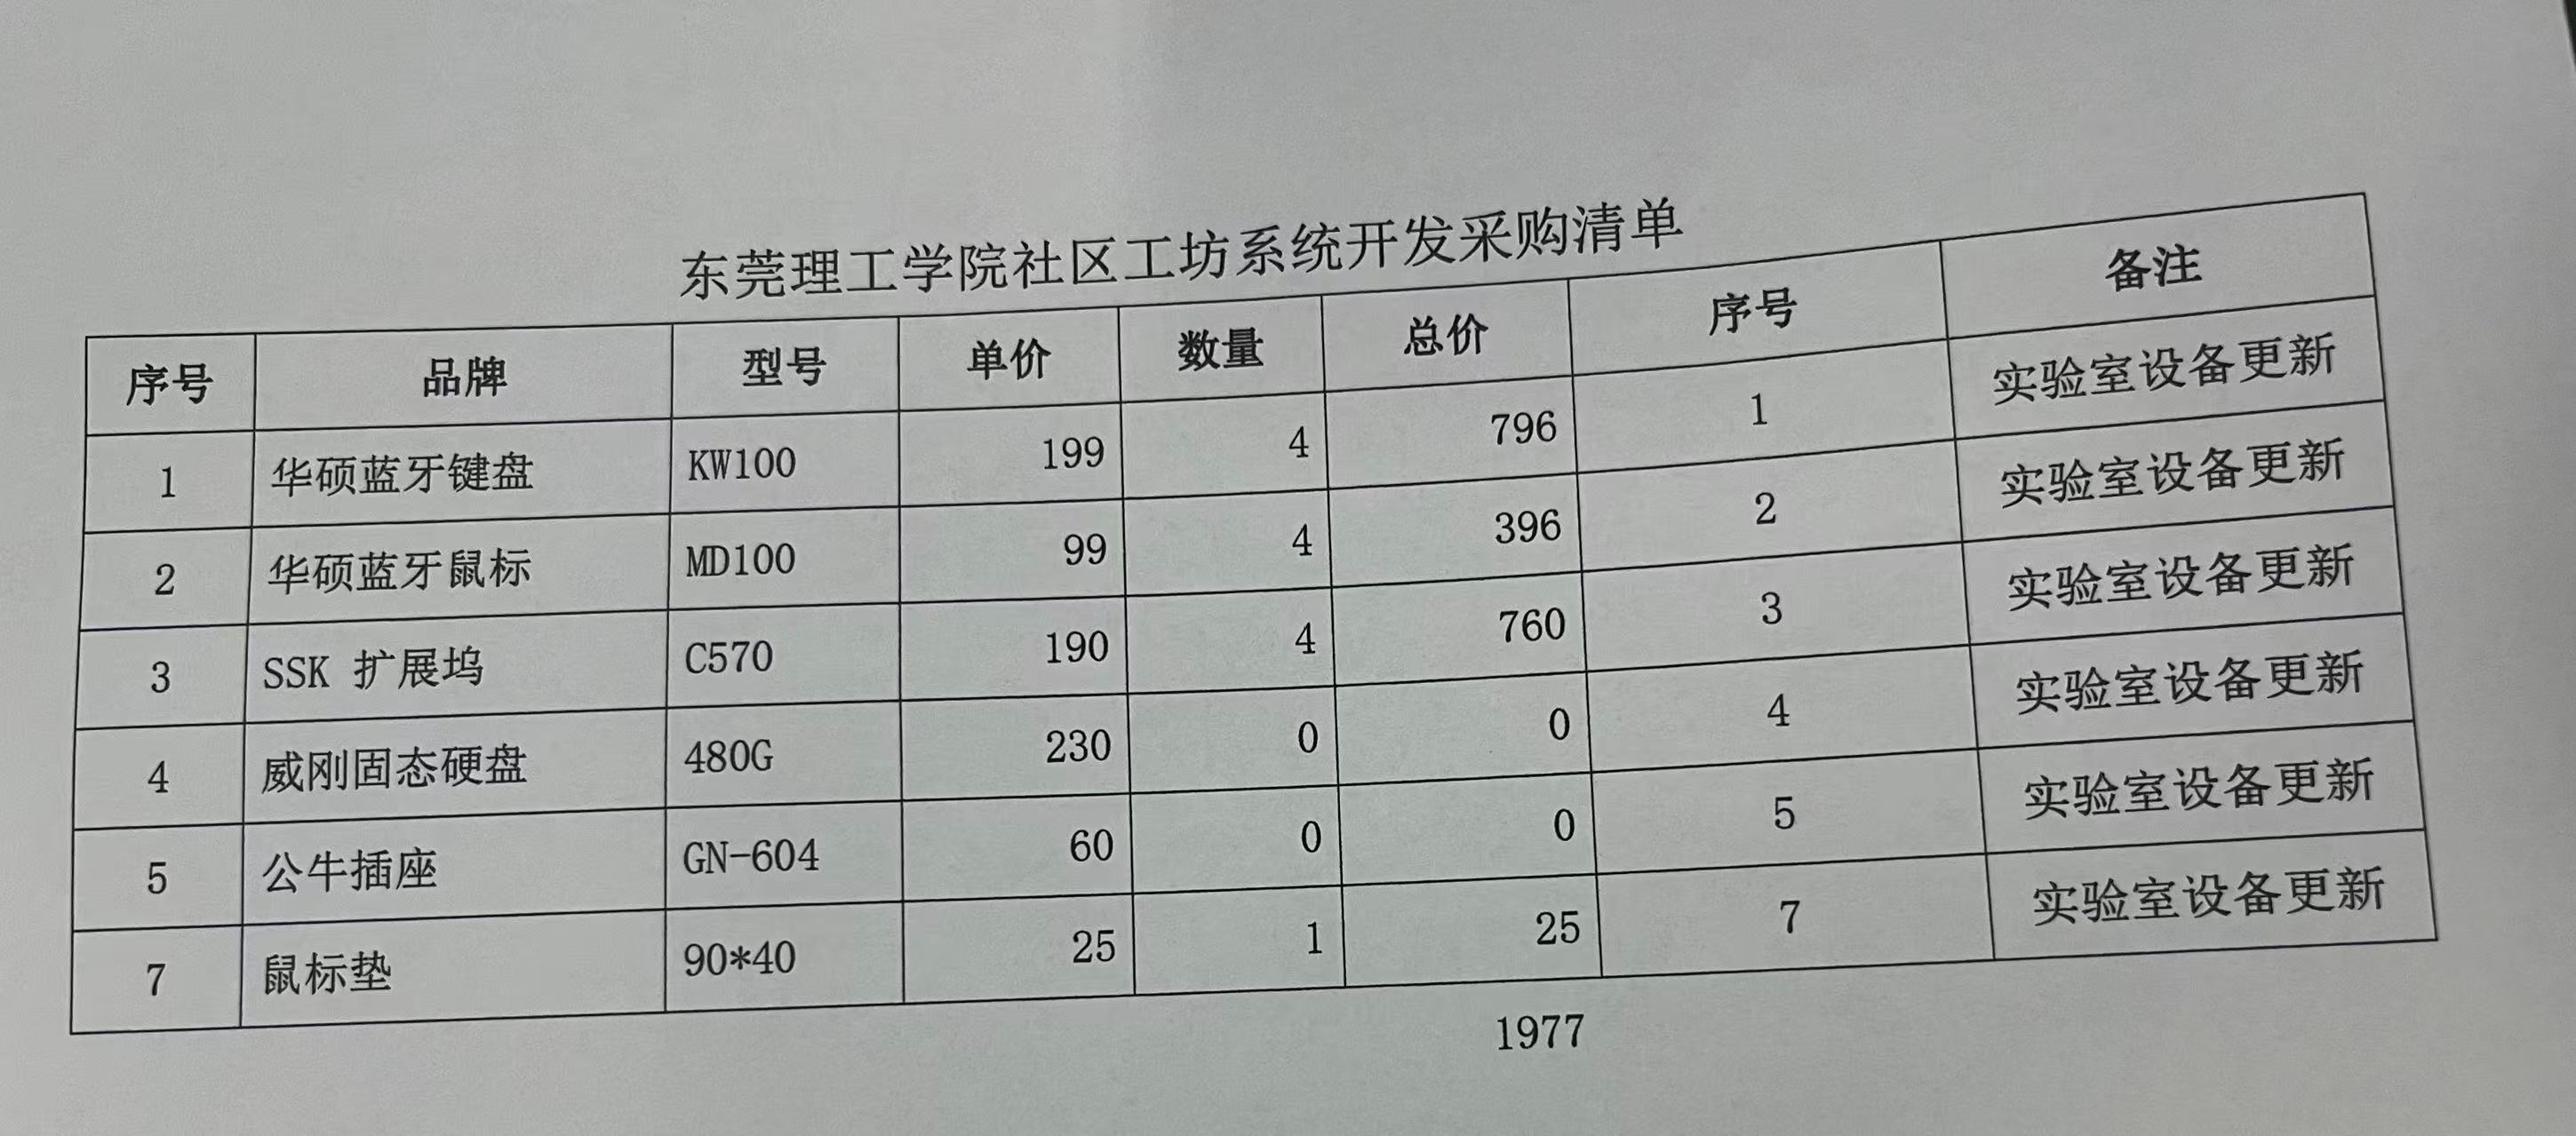 东莞理工学院社区工坊系统开发采购清单
序号 品牌 型号 单价 数量 总价 序号 备注
1 华硕蓝牙键盘 KW100 199 4 796 1 实验室设备更新
2 华硕蓝牙鼠标 MD100 99 4 396 2 实验室设备更新
3 SSK 扩展坞 C570 190 4 760 3 实验室设备更新
4 威刚固态硬盘 480G 230 0 0 4 实验室设备更新
5 公牛插座 GN-604 60 0 0 5 实验室设备更新
7 鼠标垫 90*40 25 1 25 7 实验室设备更新
1977